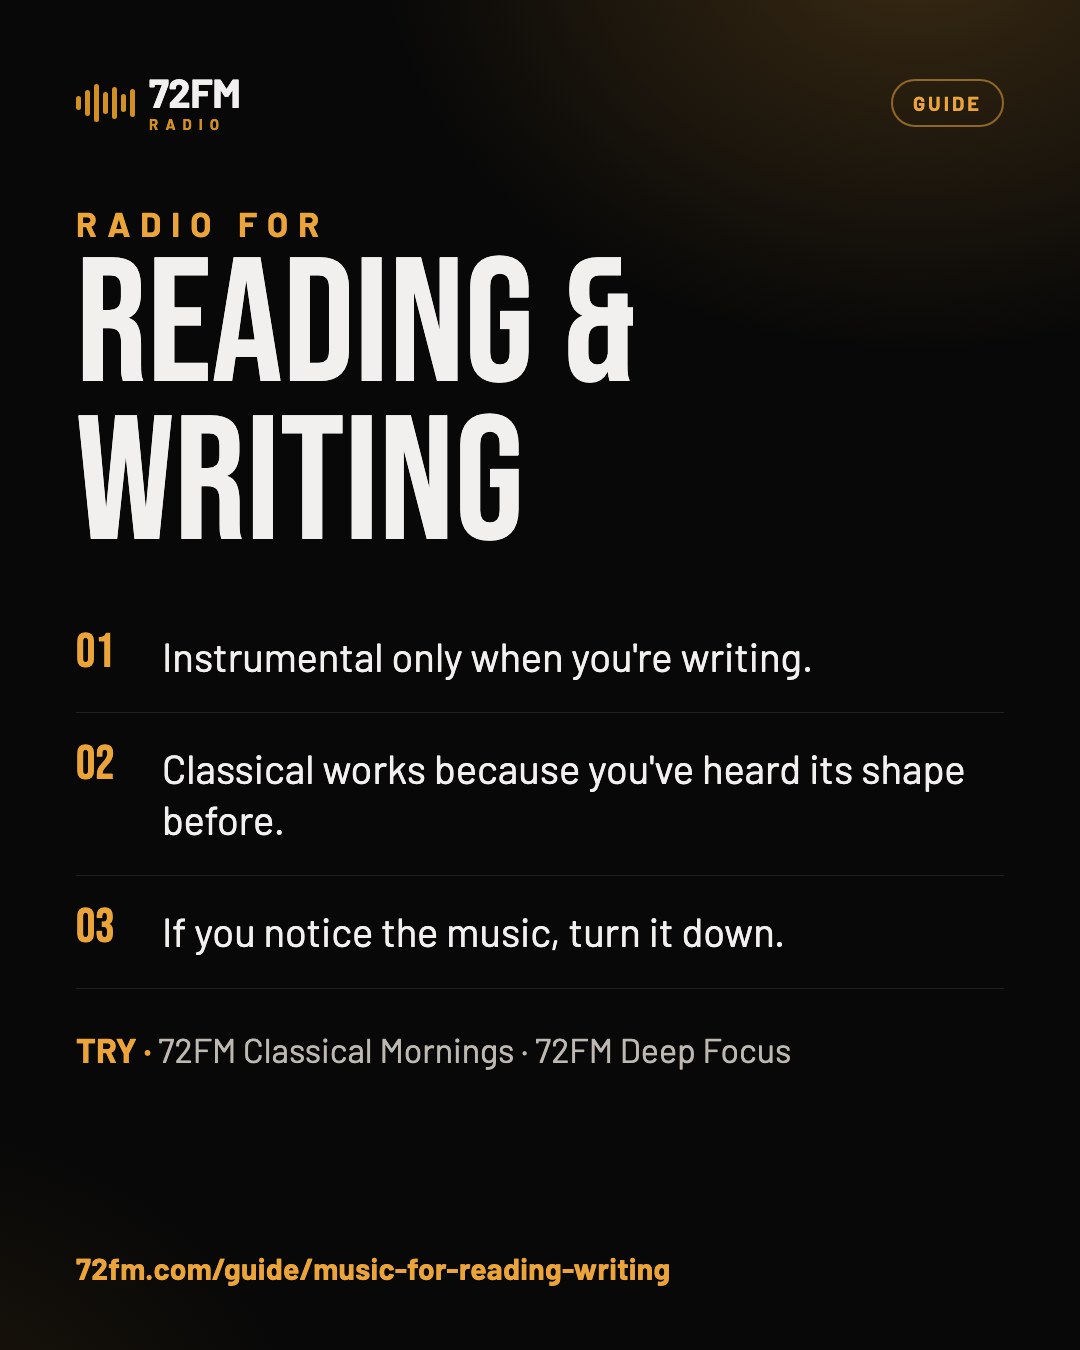 72FM
RADIO
GUIDE
RADIO FOR
READING &
WRITING
01 Instrumental only when you're writing.
02 Classical works because you've heard its shape
before.
03 If you notice the music, turn it down.
TRY · 72FM Classical Mornings · 72FM Deep Focus
72fm.com/guide/music-for-reading-writing